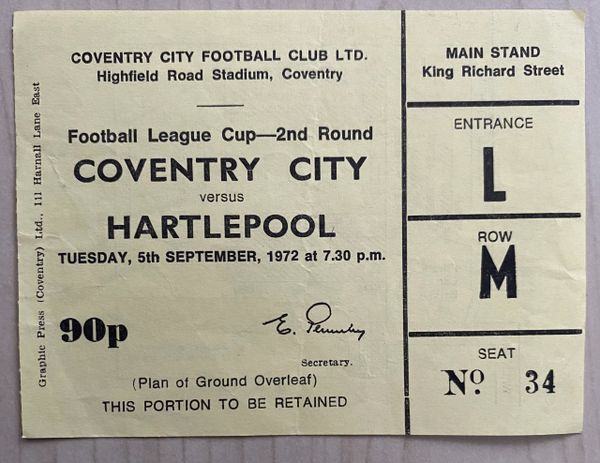 COVENTRY CITY FOOTBALL CLUB LTD.
Highfield Road Stadium, Coventry
Football League Cup—2nd Round
COVENTRY CITY
versus
HARTLEPOOL
TUESDAY, 5th SEPTEMBER, 1972 at 7.30 p.m.
90p
E.
Secretary.
(Plan of Ground Overleaf)
THIS PORTION TO BE RETAINED
Graphic Press (Coventry) Ltd., 111 Harnall Lane East
MAIN STAND
King Richard Street
ENTRANCE
L
ROW
M
SEAT
No. 34